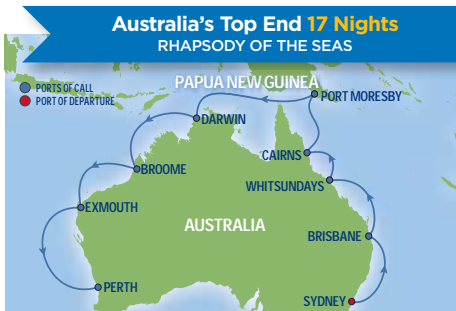 Australia's Top End 17 Nights
RHAPSODY OF THE SEAS
PAPUA NEW GUINEA
PORTS OF CALL
PORT OF DEPARTURE
PORT MORESBY
DARWIN
CAIRNS
BROOME
WHITSUNDAYS
EXMOUTH
AUSTRALIA
BRISBANE
PERTH
SYDNEY